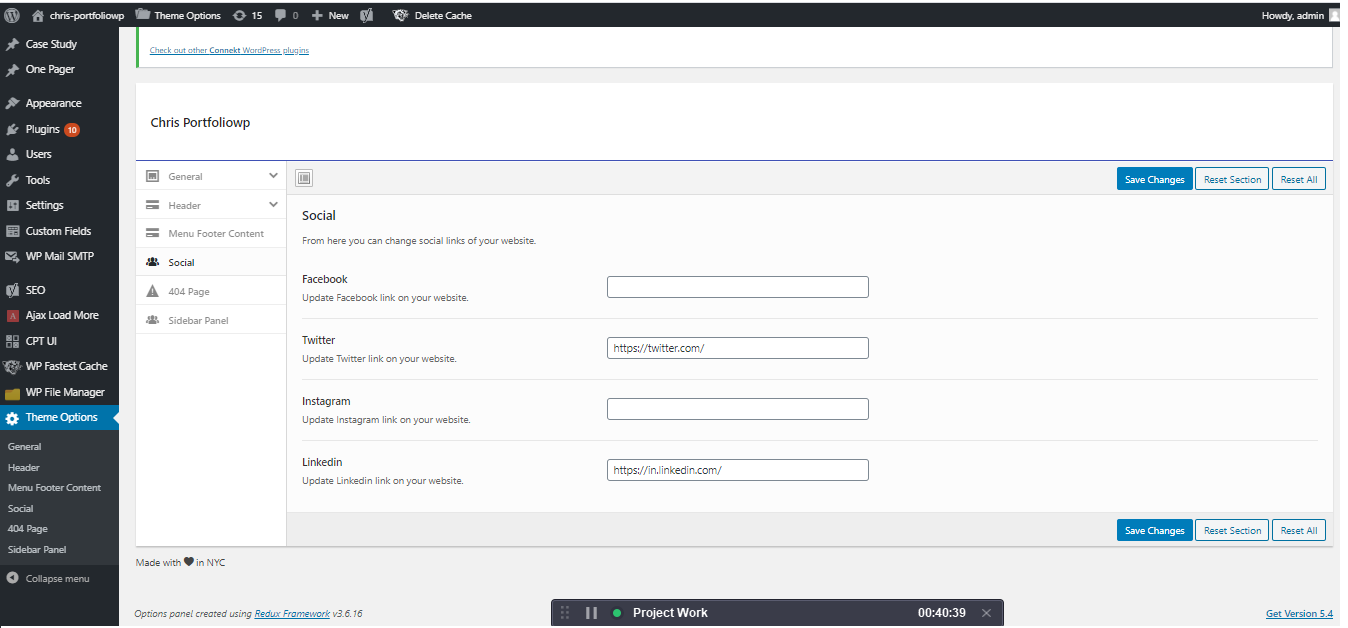 chris-portfoliowp Theme Options 15 0 New Delete Cache Howdy, admin
Case Study
One Pager
Appearance
Plugins 10
Users
Tools
Settings
Custom Fields
WP Mail SMTP
SEO
Ajax Load More
CPT UI
WP Fastest Cache
WP File Manager
Theme Options
General
Header
Menu Footer Content
Social
404 Page
Sidebar Panel
Collapse menu
Check out other Connekt WordPress plugins
Chris Portfoliowp
General
Header
Menu Footer Content
Social
404 Page
Sidebar Panel
Save Changes Reset Section Reset All
Social
From here you can change social links of your website.
Facebook
Update Facebook link on your website.
Twitter
Update Twitter link on your website.
https://twitter.com/
Instagram
Update Instagram link on your website.
Linkedin
Update Linkedin link on your website.
https://in.linkedin.com/
Save Changes Reset Section Reset All
Made with in NYC
Options panel created using Redux Framework v3.6.16
Project Work 00:40:39
Get Version 5.4